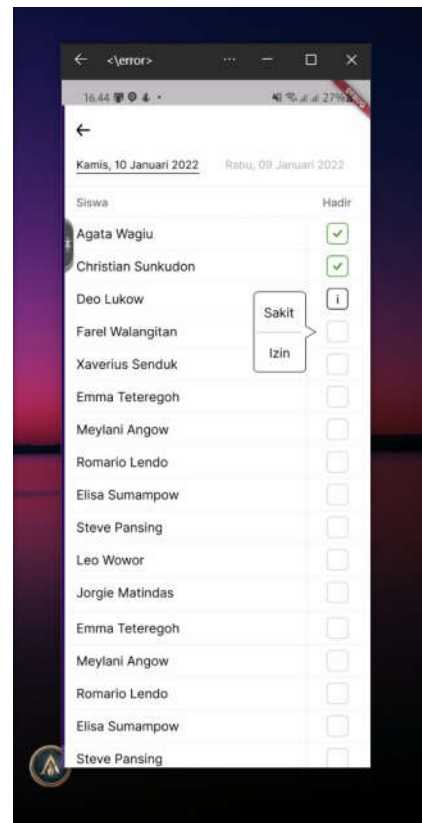 <\error>
16.44 27%
DEBUG
Kamis, 10 Januari 2022 Rabu, 09 Januari 2022
Siswa Hadir
Agata Wagiu
Christian Sunkudon
Deo Lukow i
Sakit
Farel Walangitan
Izin
Xaverius Senduk
Emma Teteregoh
Meylani Angow
Romario Lendo
Elisa Sumampow
Steve Pansing
Leo Wowor
Jorgie Matindas
Emma Teteregoh
Meylani Angow
Romario Lendo
Elisa Sumampow
Steve Pansing